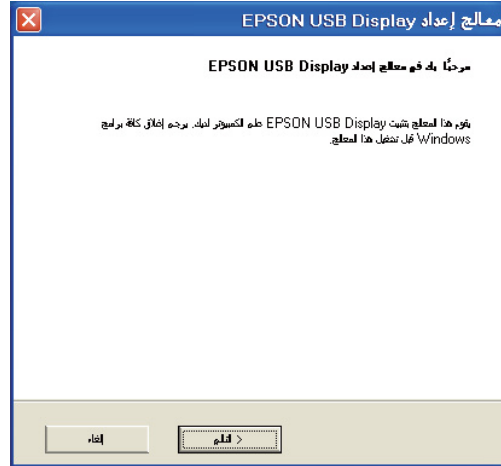 معالج إعداد EPSON USB Display
مرحبًا بك في معالج إعداد EPSON USB Display
يقوم هذا المعالج بتثبيت EPSON USB Display على الكمبيوتر لديك. يرجى إغلاق كافة برامج
Windows قبل تشغيل هذا المعالج.
التالي >
إلغاء